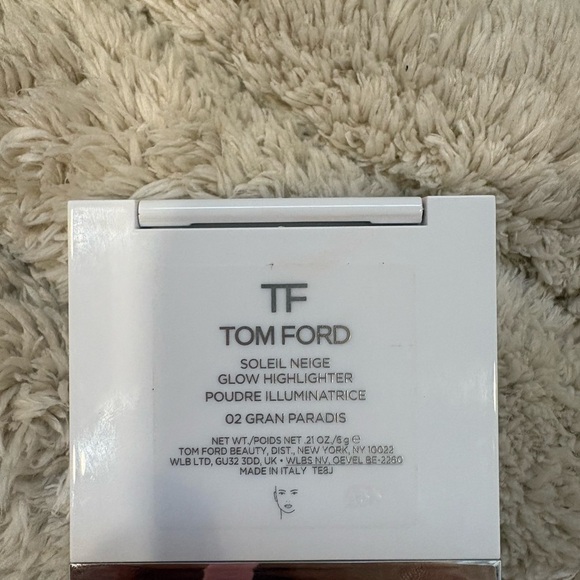 TF
TOM FORD
SOLEIL NEIGE
GLOW HIGHLIGHTER
POUDRE ILLUMINATRICE
02 GRAN PARADIS
NET WT./POIDS NET .21 OZ./6 g ℮
TOM FORD BEAUTY, DIST., NEW YORK, NY 10022
WLB LTD, GU32 3DD, UK • WLBS NV, OEVEL BE-2260
MADE IN ITALY TE8J